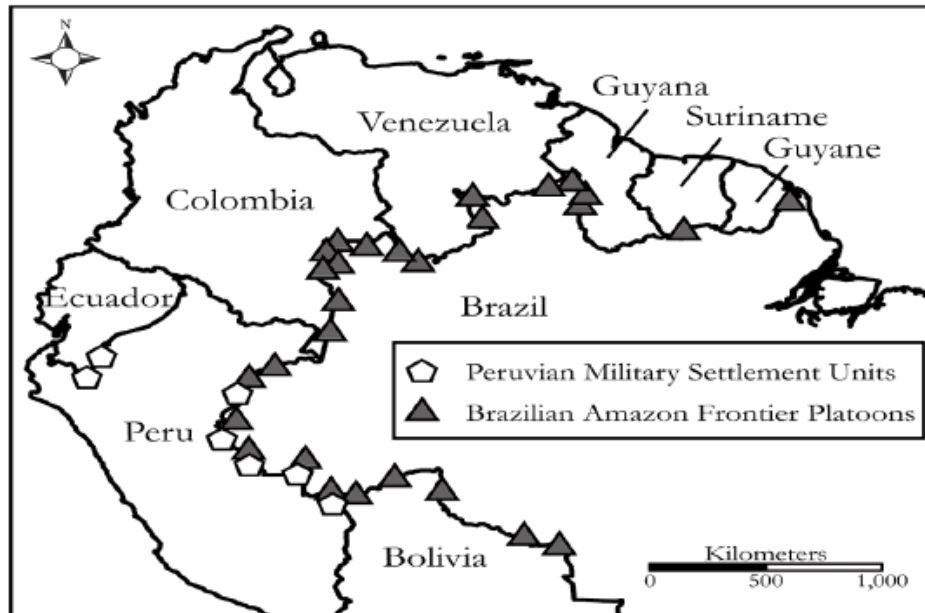 N
Guyana
Suriname
Guyane
Venezuela
Colombia
Ecuador
Brazil
Peruvian Military Settlement Units
Brazilian Amazon Frontier Platoons
Peru
Bolivia
Kilometers
0 500 1,000